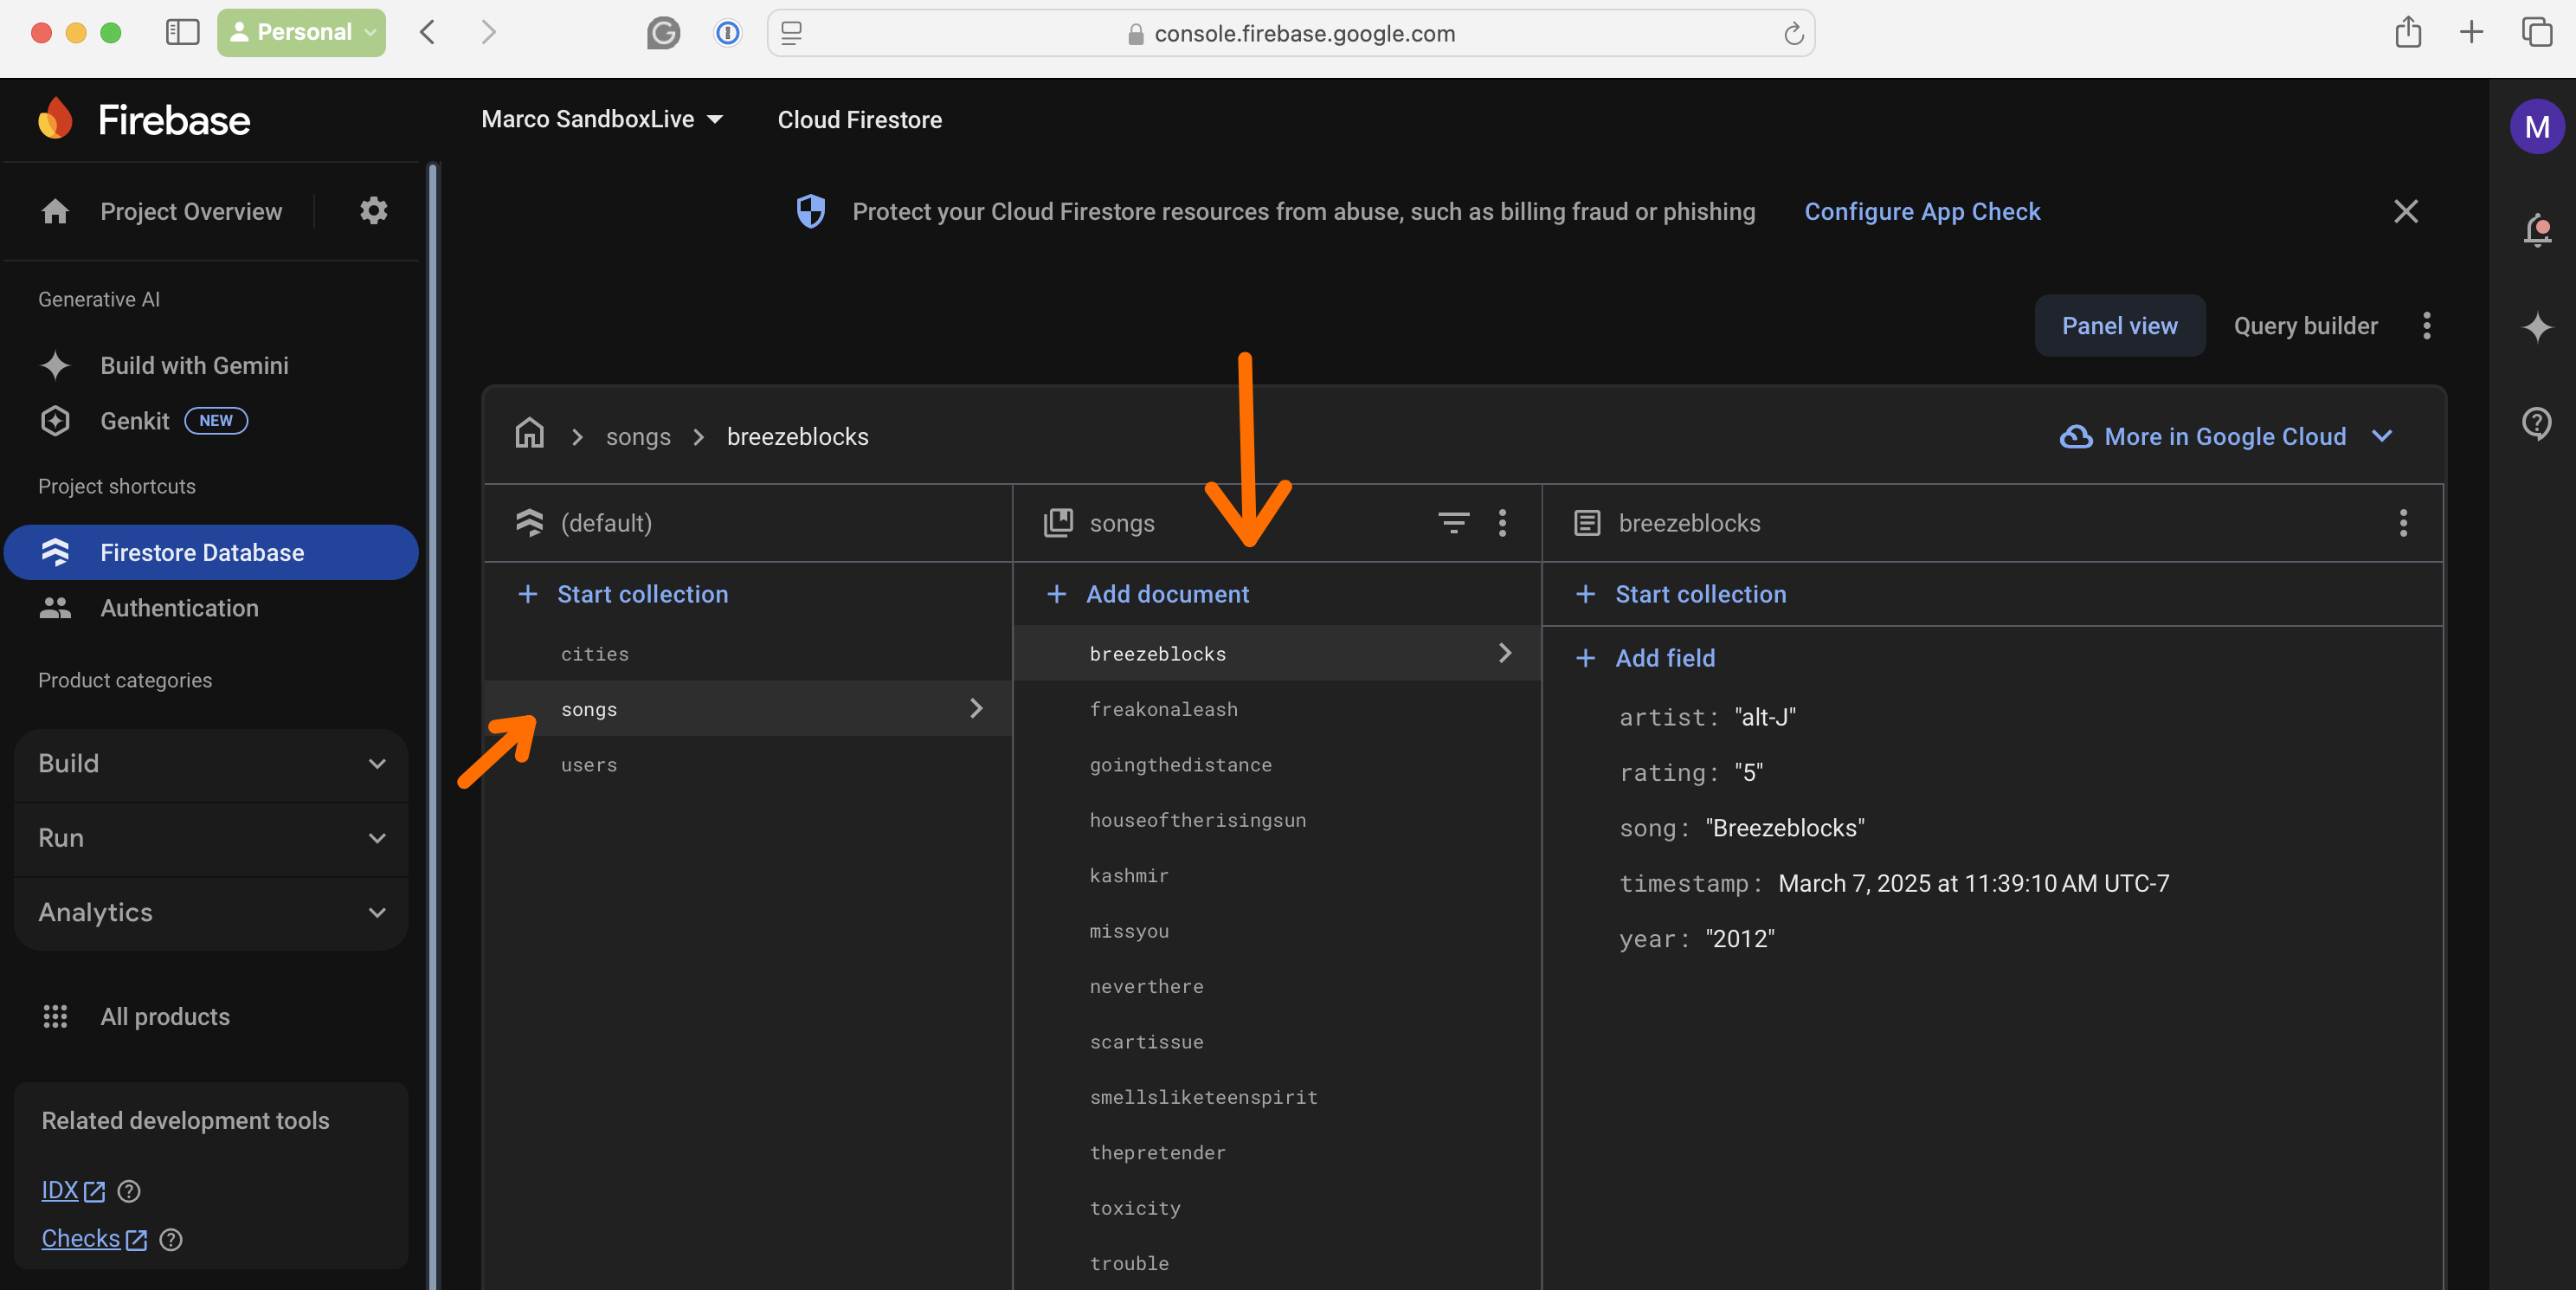 Personal
console.firebase.google.com
Firebase
Marco SandboxLive
Cloud Firestore
M
Project Overview
Protect your Cloud Firestore resources from abuse, such as billing fraud or phishing
Configure App Check
Generative AI
Build with Gemini
Genkit NEW
Project shortcuts
Firestore Database
Authentication
Product categories
Build
Run
Analytics
All products
Related development tools
IDX
Checks
Panel view
Query builder
songs
breezeblocks
More in Google Cloud
(default)
Start collection
cities
songs
users
songs
Add document
breezeblocks
freakonaleash
goingthedistance
houseoftherisingsun
kashmir
missyou
neverthere
scartissue
smellsliketeenspirit
thepretender
toxicity
trouble
breezeblocks
Start collection
Add field
artist: "alt-J"
rating: "5"
song: "Breezeblocks"
timestamp: March 7, 2025 at 11:39:10 AM UTC-7
year: "2012"